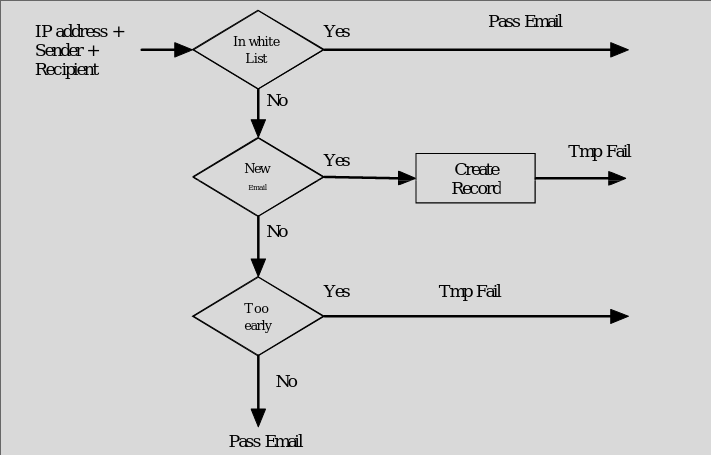 IP address +
Sender +
Recipient
In white
List
Yes
Pass Email
No
New
Email
Yes
Create
Record
Tmp Fail
No
Too
early
Yes
Tmp Fail
No
Pass Email